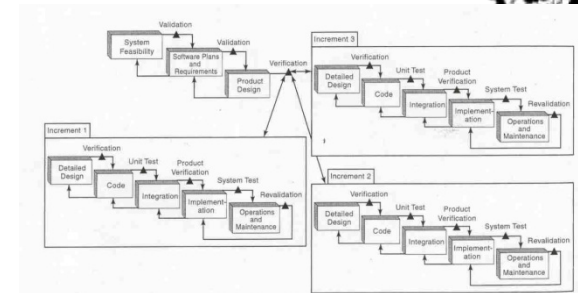 Validation
System
Feasibility
Validation
Software Plans
and
Requirements
Verification
Product
Design
Increment 3
Verification
Unit Test
Product
Verification
System Test
Revalidation
Detailed
Design
Code
Integration
Implement-
ation
Operations
and
Maintenance
Increment 1
Verification
Unit Test
Product
Verification
System Test
Revalidation
Detailed
Design
Code
Integration
Implement-
ation
Operations
and
Maintenance
Increment 2
Verification
Unit Test
Product
Verification
System Test
Revalidation
Detailed
Design
Code
Integration
Implement-
ation
Operations
and
Maintenance